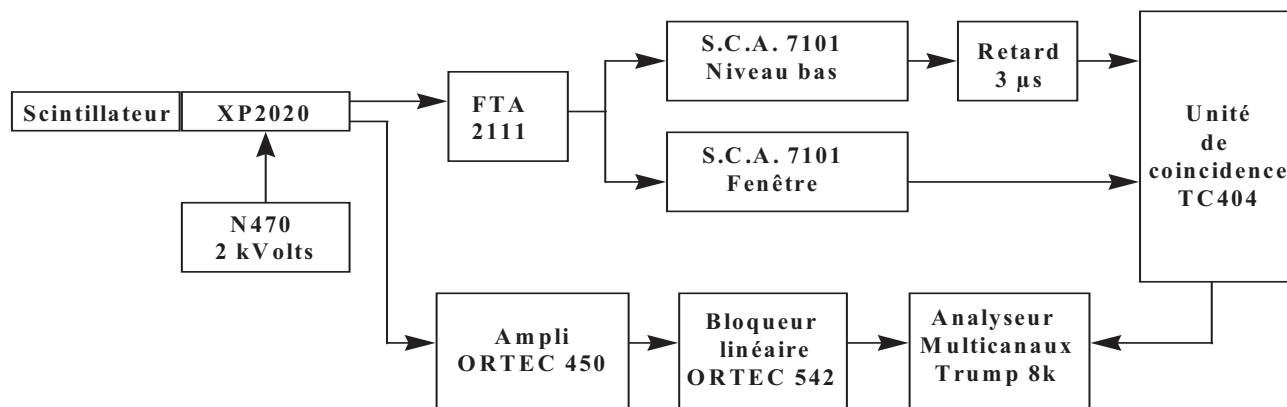 S.C.A. 7101
Niveau bas
Retard
3 µs
Scintillateur
XP2020
FTA
2111
Unité
de
coincidence
TC404
S.C.A. 7101
Fenêtre
N470
2 kVolts
Ampli
ORTEC 450
Bloqueur
linéaire
ORTEC 542
Analyseur
Multicanaux
Trump 8k